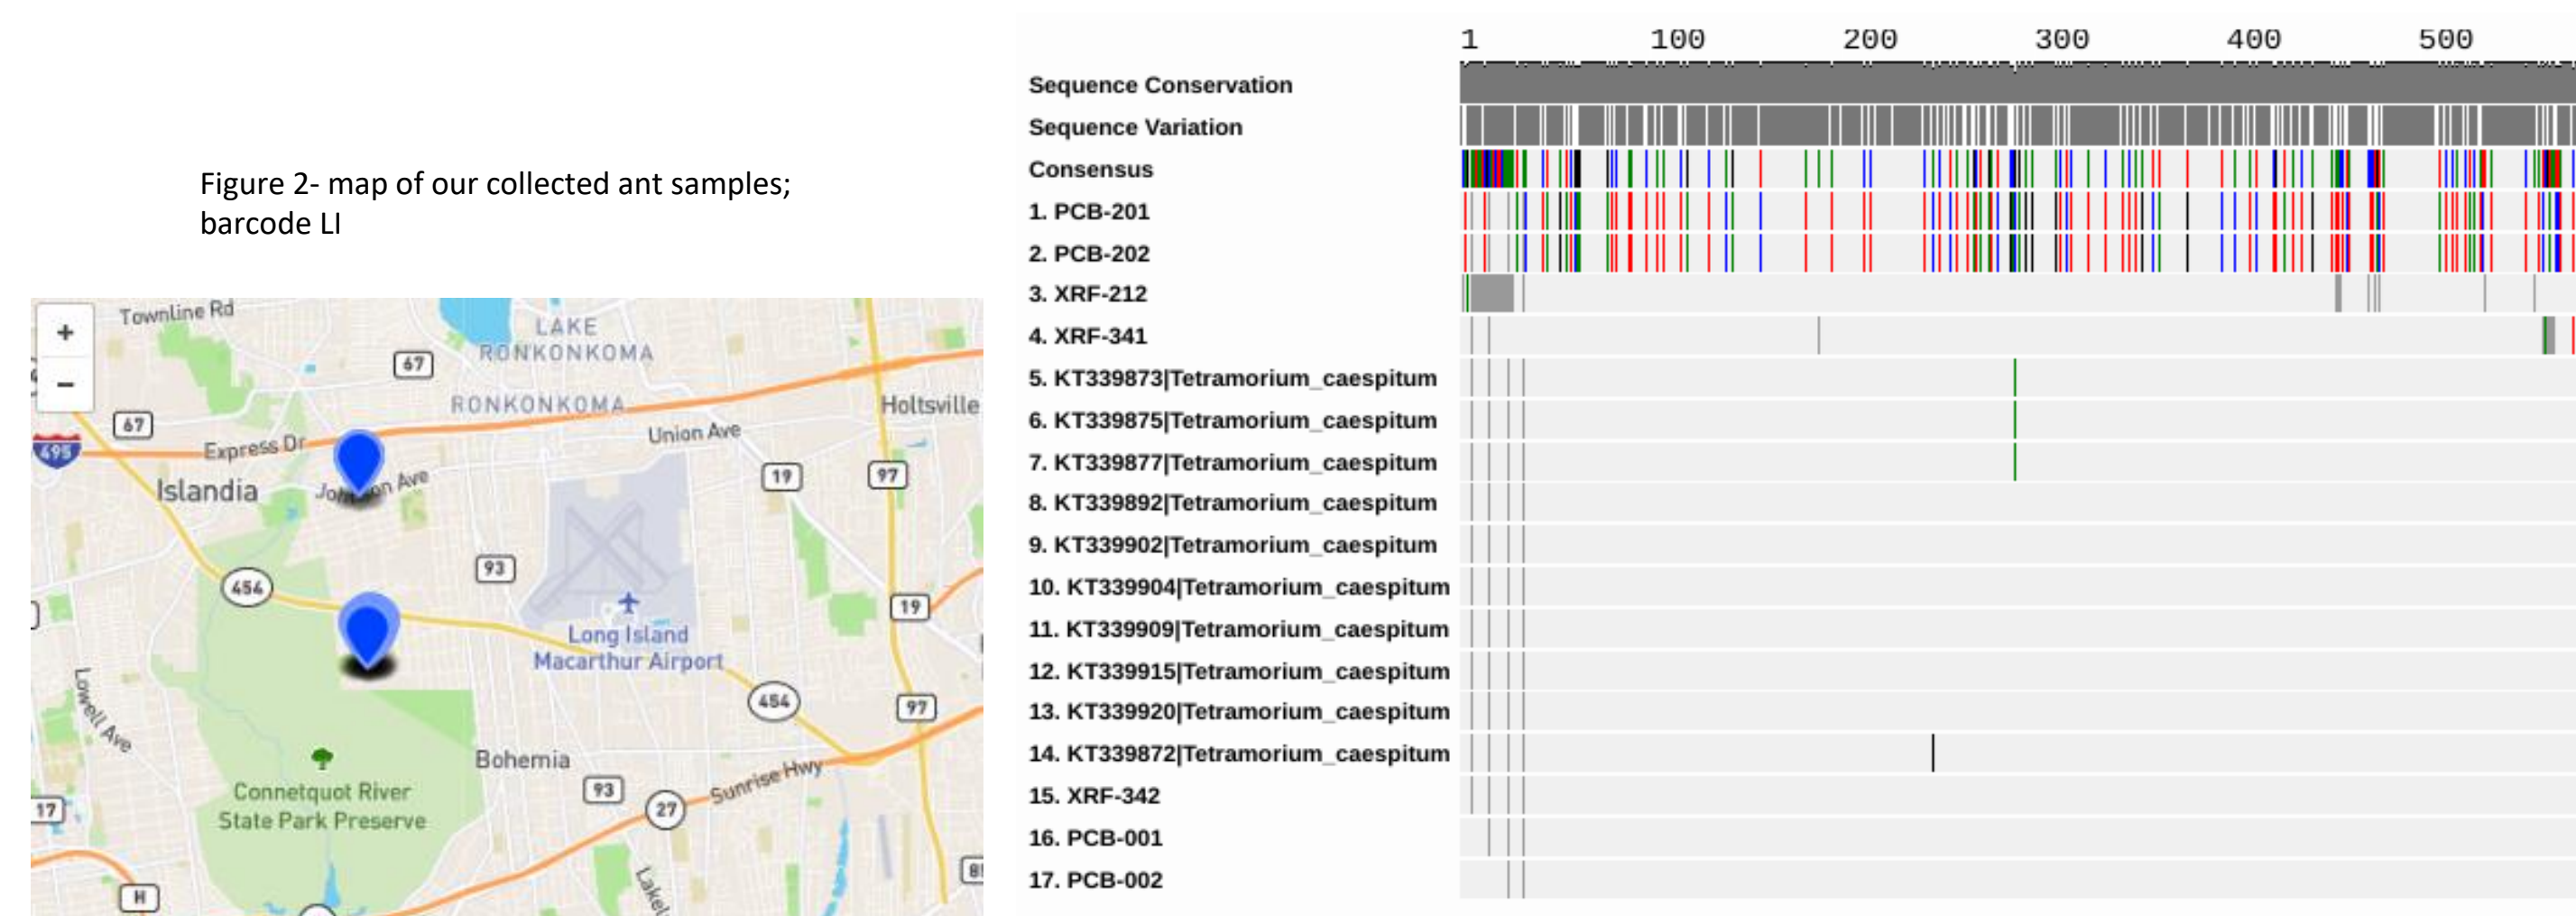 Figure 2- map of our collected ant samples;
barcode LI
+
−
Townline Rd
LAKE
RONKONKOMA
67
RONKONKOMA
Holtsville
67
Express Dr
Union Ave
495
19
97
Islandia
Johnson Ave
93
454
19
Long Island
Macarthur Airport
Lowell Ave
454
97
Bohemia
Connetquot River
State Park Preserve
93
Sunrise Hwy
17
27
H
1 100 200 300 400 500
Sequence Conservation
Sequence Variation
Consensus
1. PCB-201
2. PCB-202
3. XRF-212
4. XRF-341
5. KT339873|Tetramorium_caespitum
6. KT339875|Tetramorium_caespitum
7. KT339877|Tetramorium_caespitum
8. KT339892|Tetramorium_caespitum
9. KT339902|Tetramorium_caespitum
10. KT339904|Tetramorium_caespitum
11. KT339909|Tetramorium_caespitum
12. KT339915|Tetramorium_caespitum
13. KT339920|Tetramorium_caespitum
14. KT339872|Tetramorium_caespitum
15. XRF-342
16. PCB-001
17. PCB-002